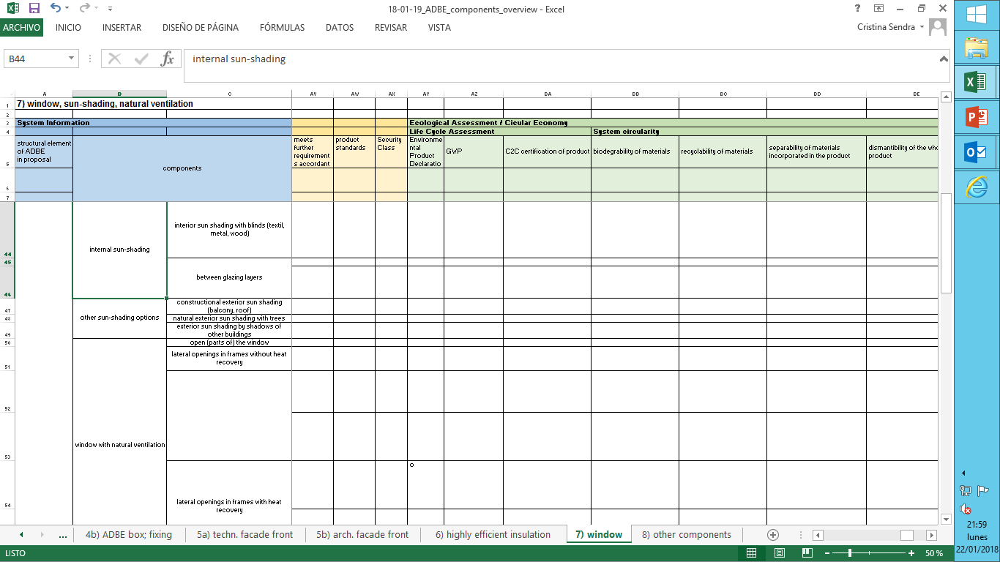 18-01-19_ADBE_components_overview - Excel
ARCHIVO INICIO INSERTAR DISEÑO DE PÁGINA FÓRMULAS DATOS REVISAR VISTA Cristina Sendra
B44 fx internal sun-shading
A B C AV AW AX AY AZ BA BB BC BD BE
1 7) window, sun-shading, natural ventilation
2
3 System Information Ecological Assessment / Cicular Economy
4 Life Cycle Assessment System circularity
structural element
of ADBE
in proposal
components
meets
further
requirement
s accordant
product
standards
Security
Class
Environme
ntal
Product
Declaratio
GVP
C2C certification of product
biodegrability of materials
recyclability of materials
separability of materials
incorporated in the product
dismantibility of the who
product
5
6
7
internal sun-shading
interior sun shading with blinds (textil,
metal, wood)
44
45
between glazing layers
46
other sun-shading options
constructional exterior sun shading
(balcony, roof)
47
48 natural exterior sun shading with trees
exterior sun shading by shadows of
other buildings
49
50 open (parts of) the window
lateral openings in frames without heat
recovery
51
52
window with natural ventilation
53
o
lateral openings in frames with heat
recovery
54
... 4b) ADBE box; fixing 5a) techn. facade front 5b) arch. facade front 6) highly efficient insulation 7) window 8) other components
LISTO 50 %
21:59
lunes
22/01/2018